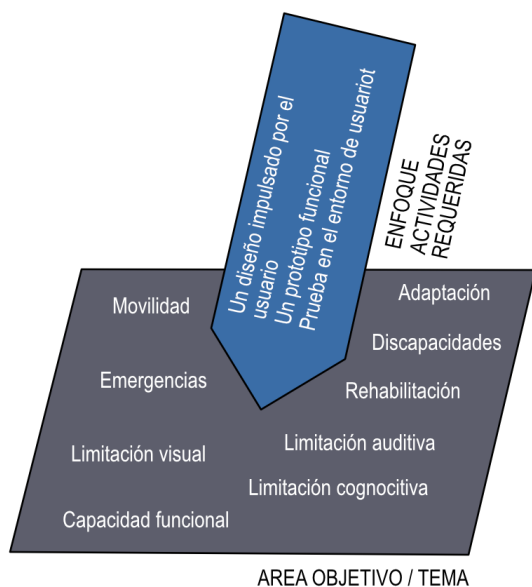 Un diseño impulsado por el
usuario
Un prototipo funcional
Prueba en el entorno de usuariot
ENFOQUE
ACTIVIDADES
REQUERIDAS
Movilidad
Adaptación
Discapacidades
Emergencias
Rehabilitación
Limitación visual
Limitación auditiva
Limitación cognocitiva
Capacidad funcional
AREA OBJETIVO / TEMA